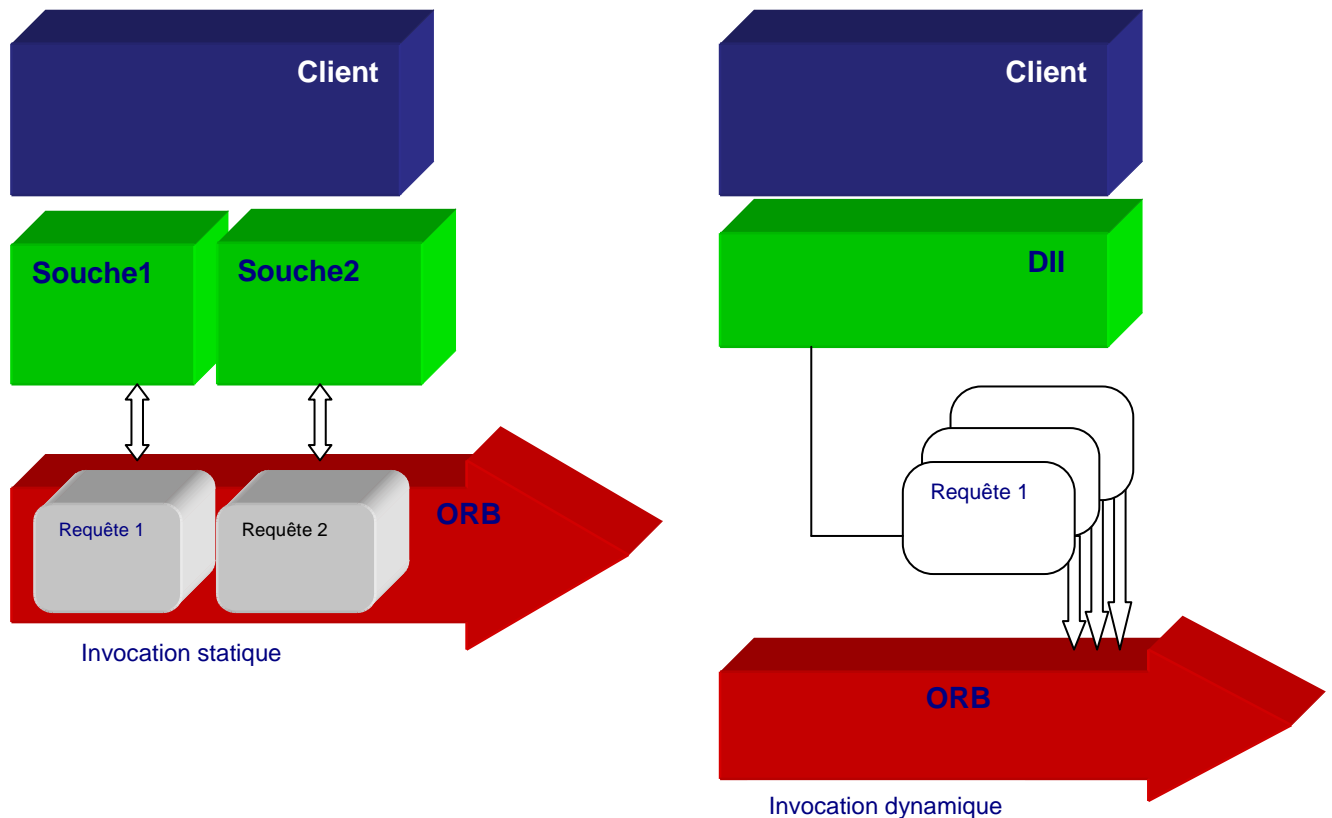 Client
Souche1
Souche2
Requête 1
Requête 2
ORB
Invocation statique
Client
DII
Requête 1
ORB
Invocation dynamique